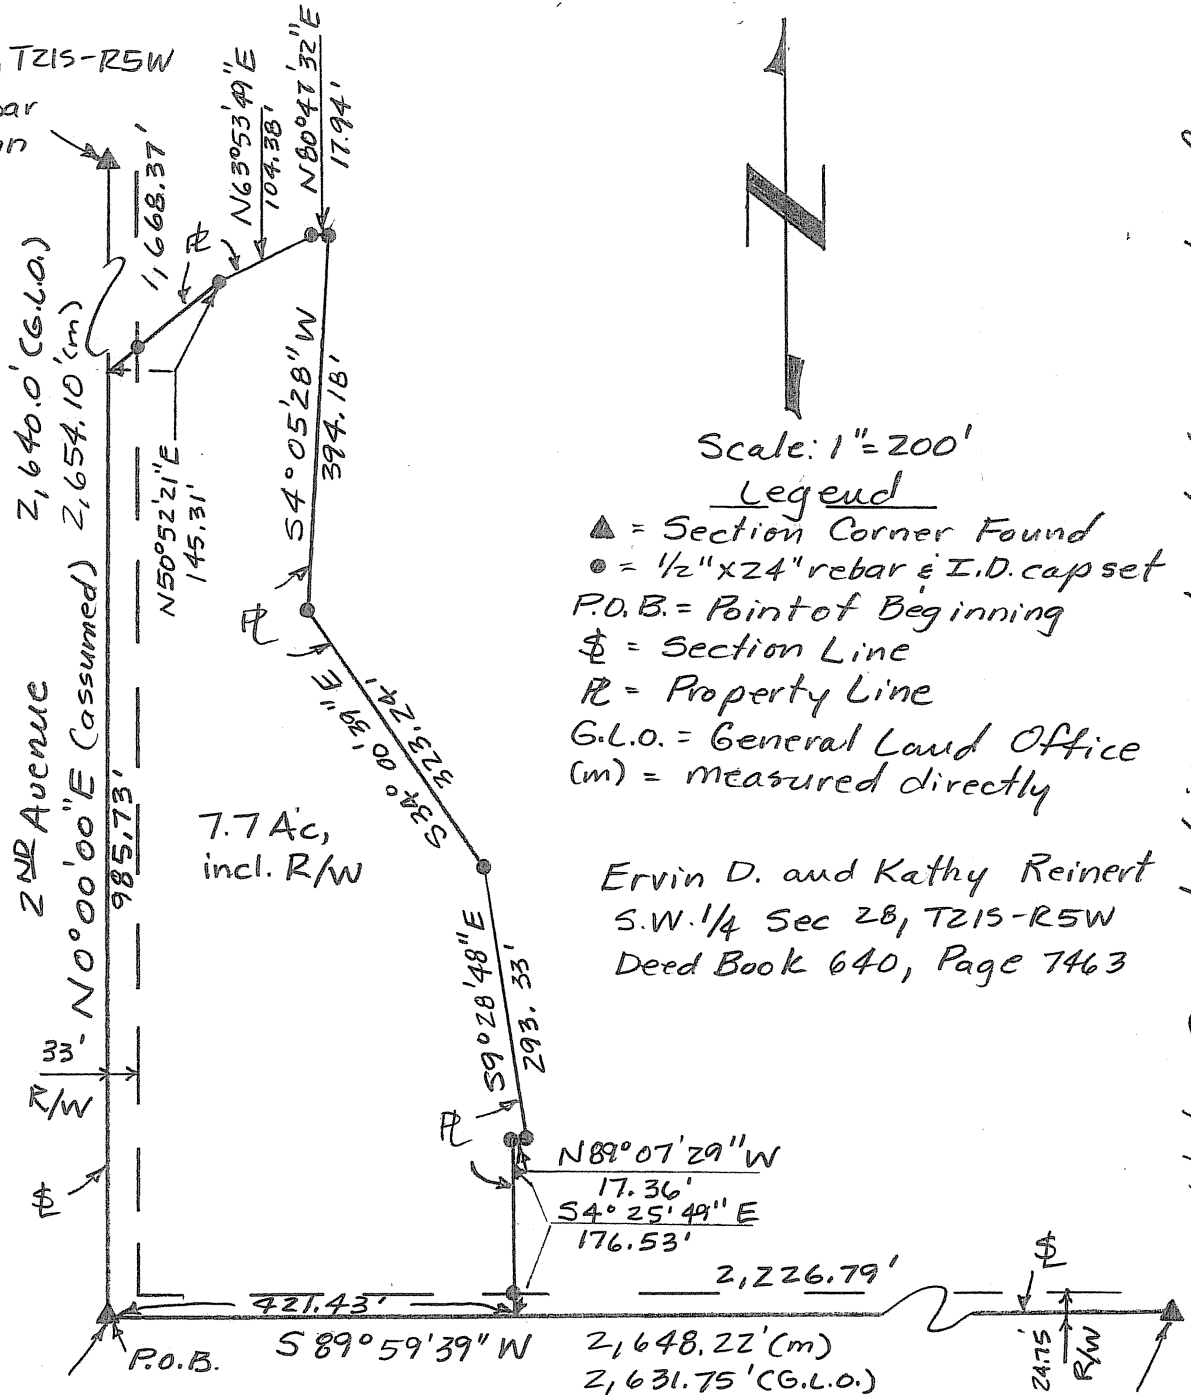 T21S-R5W
bar
N63°53'49"E
104.38'
N80°47'32"E
17.94'
1,668.37'
2,640.0' (G.L.O.)
2,654.10' (m)
PL
N50°52'21"E
145.31'
S4°05'28"W
394.18'
Scale: 1"=200'
Legend
▲ = Section Corner Found
● = 1/2"x24" rebar & I.D. cap set
P.O.B. = Point of Beginning
SL = Section Line
PL = Property Line
G.L.O. = General Land Office
(m) = measured directly
PL
S34°00'39"E
323.24'
2ND Avenue
N0°00'00"E (assumed)
985.73'
7.7 Ac,
incl. R/W
Ervin D. and Kathy Reinert
S.W. 1/4 Sec 28, T21S-R5W
Deed Book 640, Page 7463
S9°28'48"E
293.33'
33'
R/W
PL
N89°07'29"W
17.36'
S4°25'49"E
176.53'
SL
2,226.79'
SL
421.43'
S89°59'39"W
2,648.22' (m)
2,631.75' (G.L.O.)
P.O.B.
24.75'
R/W